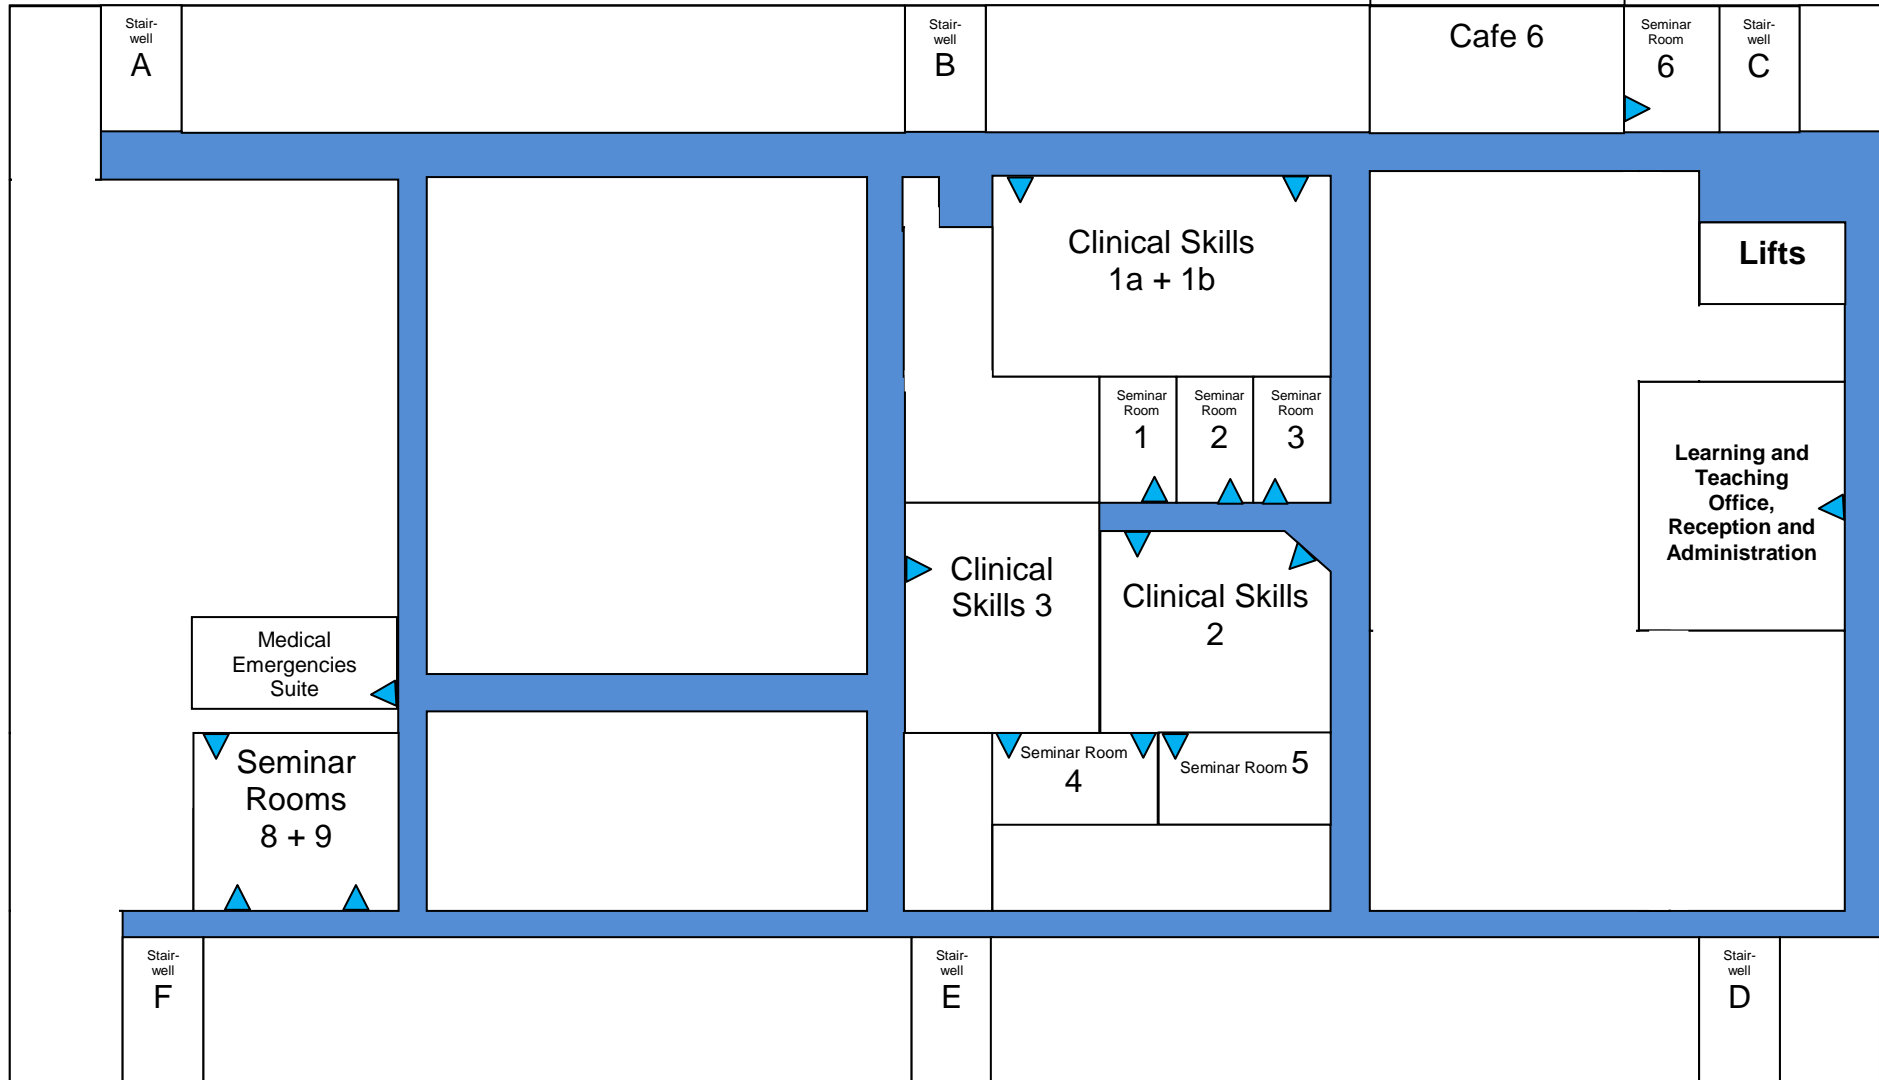 Stair-
well
A
Stair-
well
B
Cafe 6
Seminar
Room
6
Stair-
well
C
Clinical Skills
1a + 1b
Lifts
Seminar
Room
1
Seminar
Room
2
Seminar
Room
3
Learning and
Teaching
Office,
Reception and
Administration
Clinical
Skills 3
Clinical Skills
2
Medical
Emergencies
Suite
Seminar
Rooms
8 + 9
Seminar Room
4
Seminar Room 5
Stair-
well
F
Stair-
well
E
Stair-
well
D